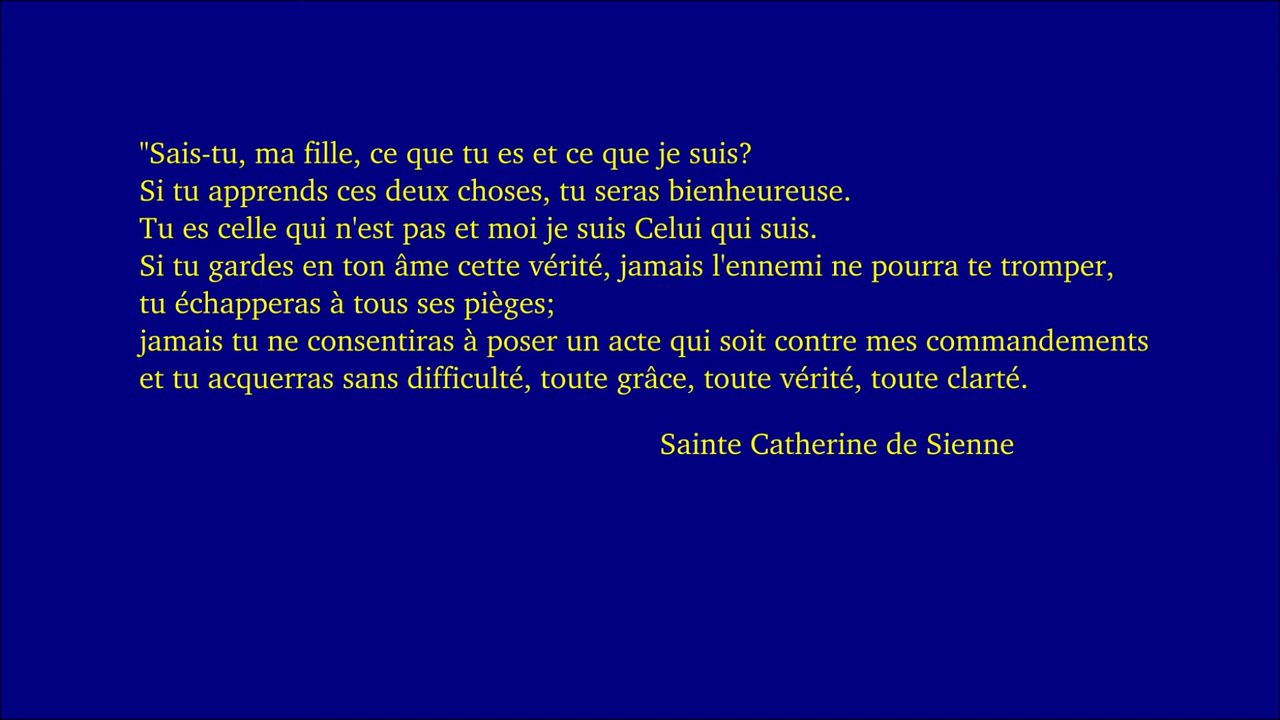 "Sais-tu, ma fille, ce que tu es et ce que je suis?
Si tu apprends ces deux choses, tu seras bienheureuse.
Tu es celle qui n'est pas et moi je suis Celui qui suis.
Si tu gardes en ton âme cette vérité, jamais l'ennemi ne pourra te tromper,
tu échapperas à tous ses pièges;
jamais tu ne consentiras à poser un acte qui soit contre mes commandements
et tu acquerras sans difficulté, toute grâce, toute vérité, toute clarté.
Sainte Catherine de Sienne